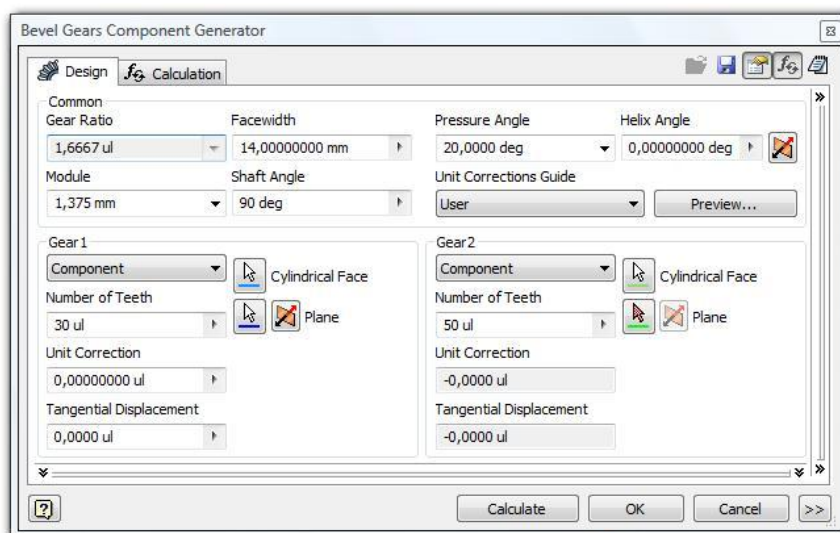 Bevel Gears Component Generator
Design fG Calculation
Common
Gear Ratio Facewidth Pressure Angle Helix Angle
1,6667 ul 14,00000000 mm 20,0000 deg 0,00000000 deg
Module Shaft Angle Unit Corrections Guide
1,375 mm 90 deg User Preview...
Gear1 Gear2
Component Cylindrical Face Component Cylindrical Face
Number of Teeth Number of Teeth
30 ul Plane 50 ul Plane
Unit Correction Unit Correction
0,00000000 ul -0,0000 ul
Tangential Displacement Tangential Displacement
0,0000 ul -0,0000 ul
? Calculate OK Cancel >>